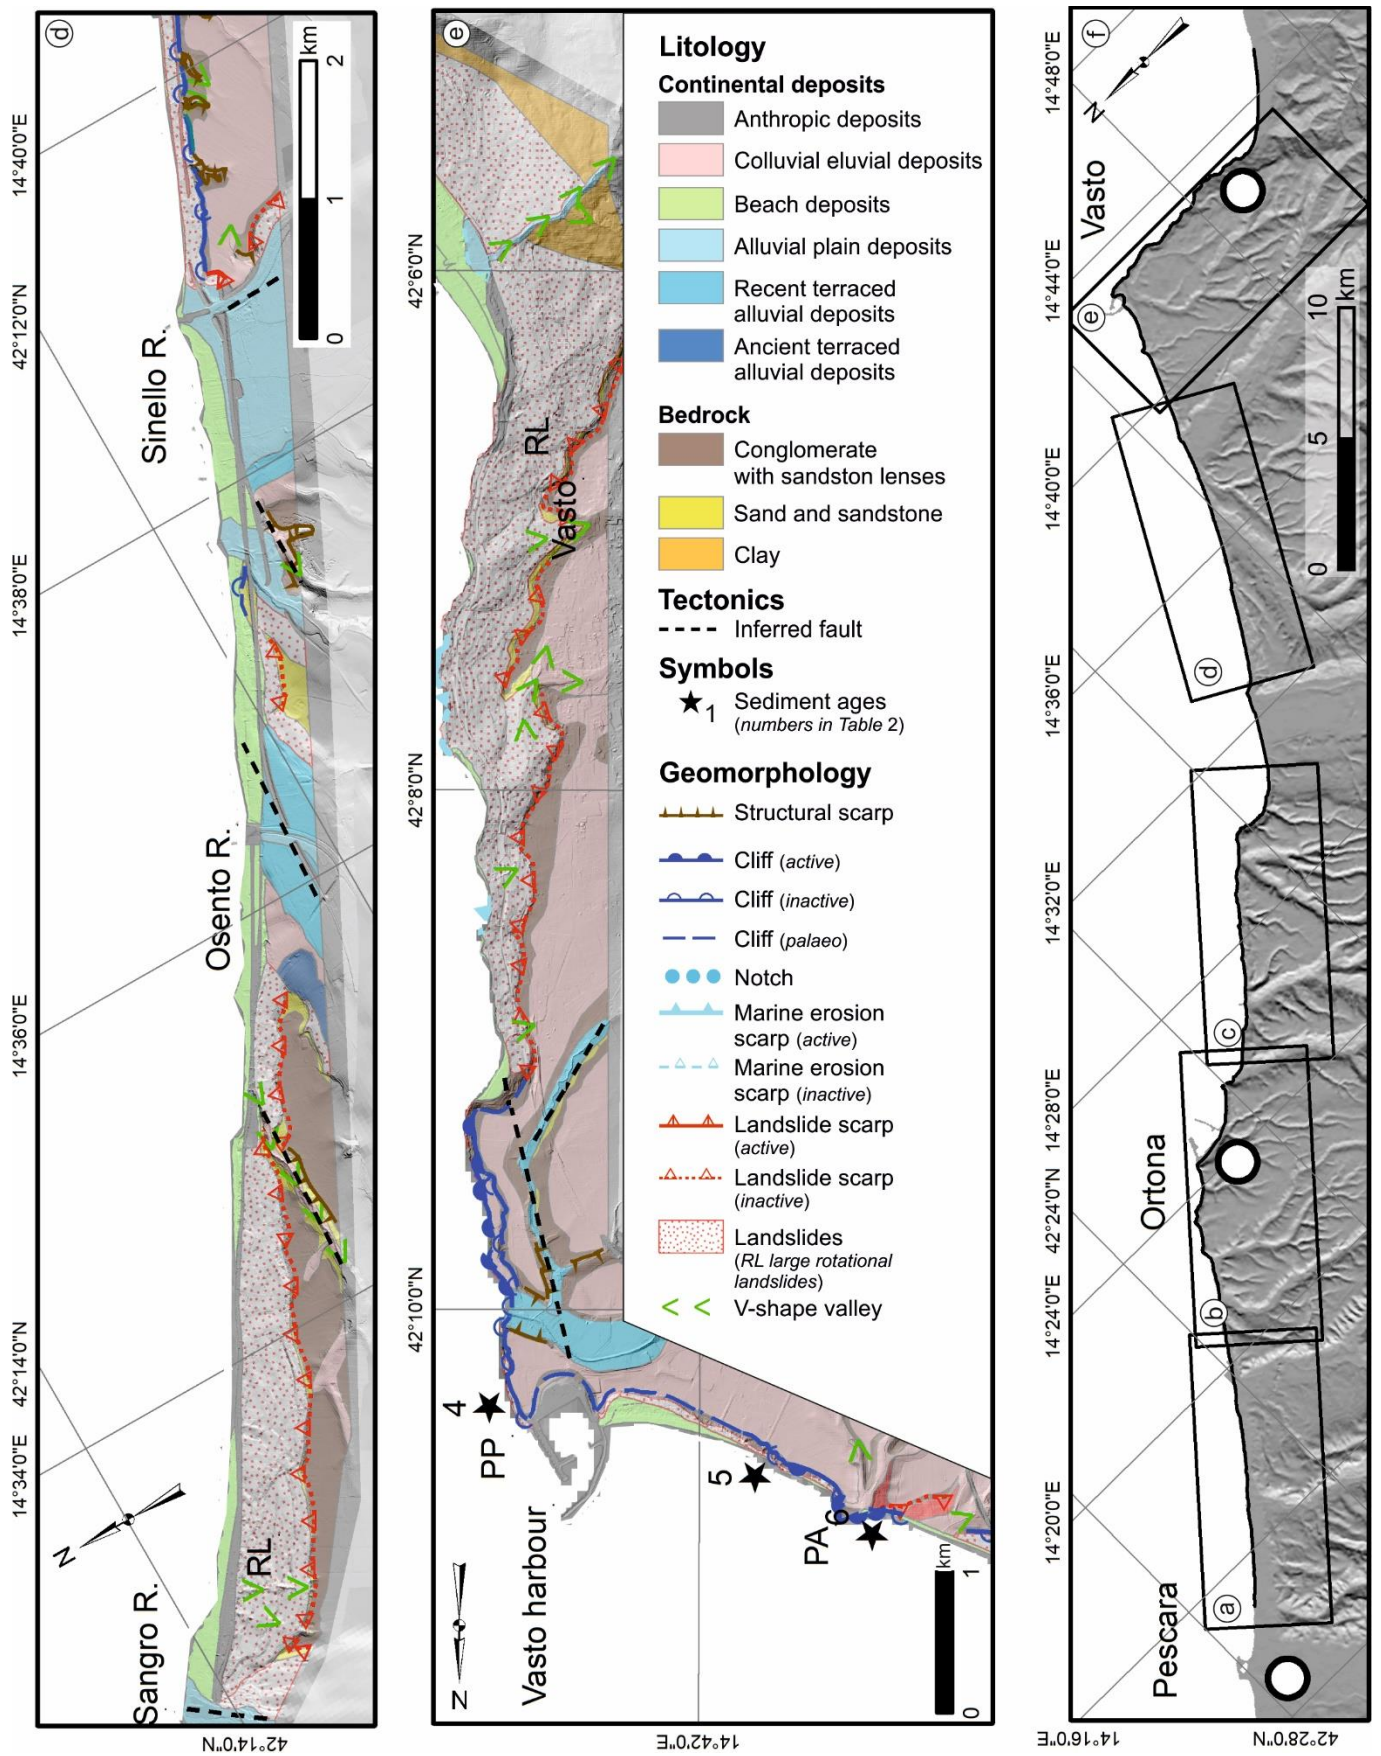 d
14°40'0"E
42°12'0"N
14°38'0"E
14°36'0"E
42°14'0"N
14°34'0"E
42°14'0"N
Sinello R.
Osento R.
Sangro R.
RL
N
0
1
2
km
e
42°6'0"N
42°8'0"N
42°10'0"N
14°42'0"E
RL
Vasto
4
PP
5
PA
6
Vasto harbour
N
0
1
km
Litology
Continental deposits
Anthropic deposits
Colluvial eluvial deposits
Beach deposits
Alluvial plain deposits
Recent terraced
alluvial deposits
Ancient terraced
alluvial deposits
Bedrock
Conglomerate
with sandston lenses
Sand and sandstone
Clay
Tectonics
Inferred fault
Symbols
1
Sediment ages
(numbers in Table 2)
Geomorphology
Structural scarp
Cliff (active)
Cliff (inactive)
Cliff (palaeo)
Notch
Marine erosion
scarp (active)
Marine erosion
scarp (inactive)
Landslide scarp
(active)
Landslide scarp
(inactive)
Landslides
(RL large rotational
landslides)
V-shape valley
f
14°48'0"E
14°44'0"E
14°40'0"E
14°36'0"E
14°32'0"E
14°28'0"E
42°24'0"N
14°24'0"E
14°20'0"E
14°16'0"E
42°28'0"N
N
Vasto
Ortona
Pescara
e
d
c
b
a
0
5
10
km